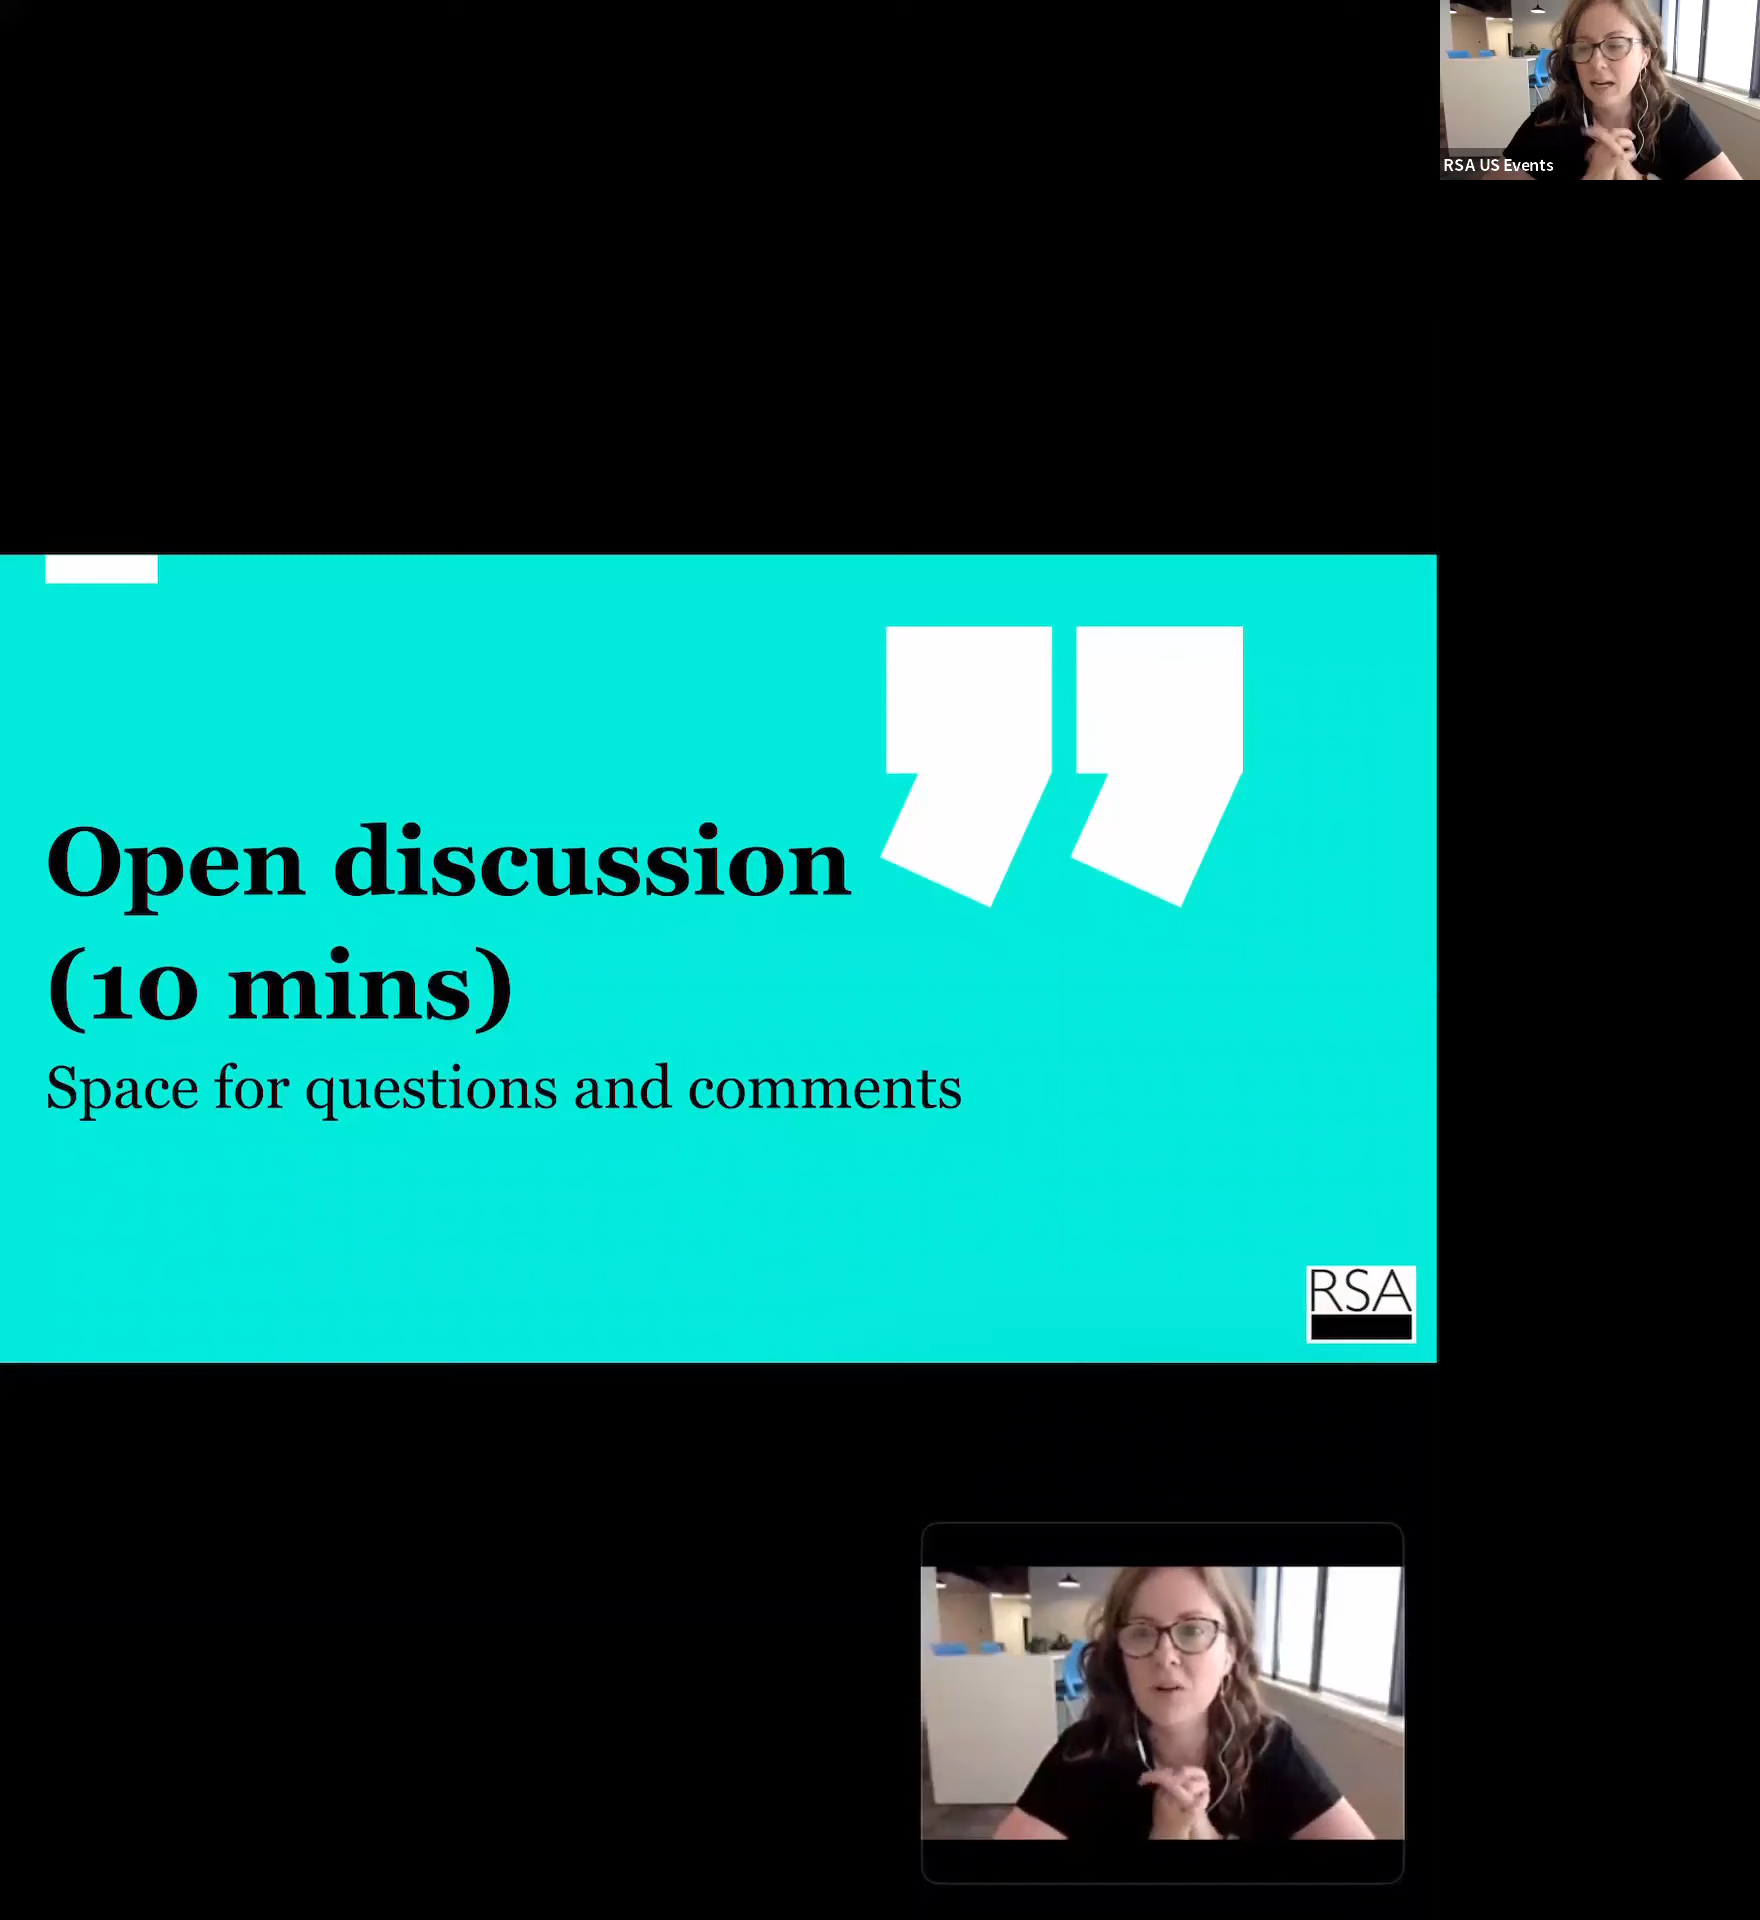 RSA US Events
Open discussion
(10 mins)
Space for questions and comments
RSA